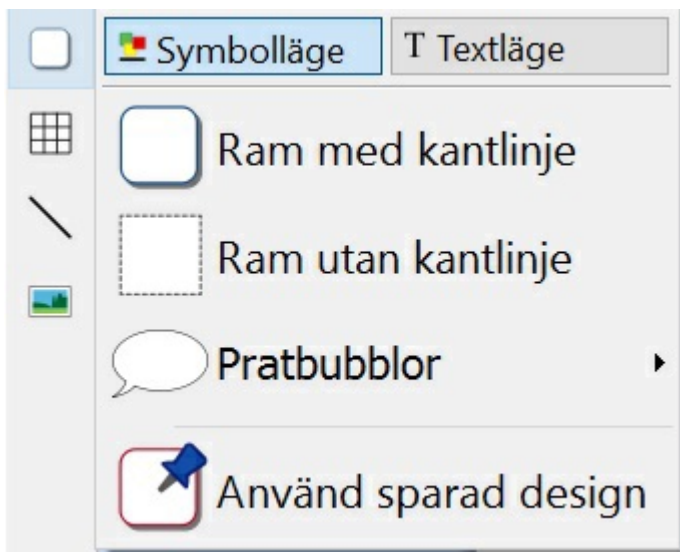 Symbolläge
T Textläge
Ram med kantlinje
Ram utan kantlinje
Pratbubblor
Använd sparad design